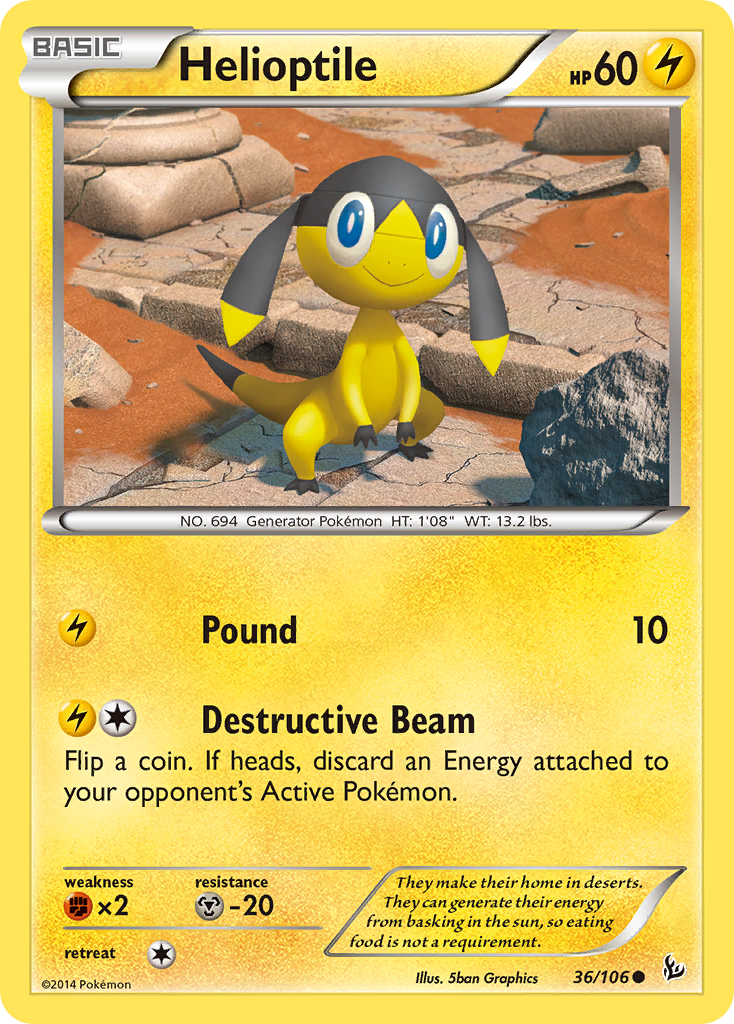 BASIC
Helioptile
HP60
NO. 694 Generator Pokémon HT: 1'08" WT: 13.2 lbs.
Pound 10
Destructive Beam
Flip a coin. If heads, discard an Energy attached to
your opponent's Active Pokémon.
weakness
×2
resistance
-20
retreat
They make their home in deserts.
They can generate their energy
from basking in the sun, so eating
food is not a requirement.
©2014 Pokémon
Illus. 5ban Graphics
36/106